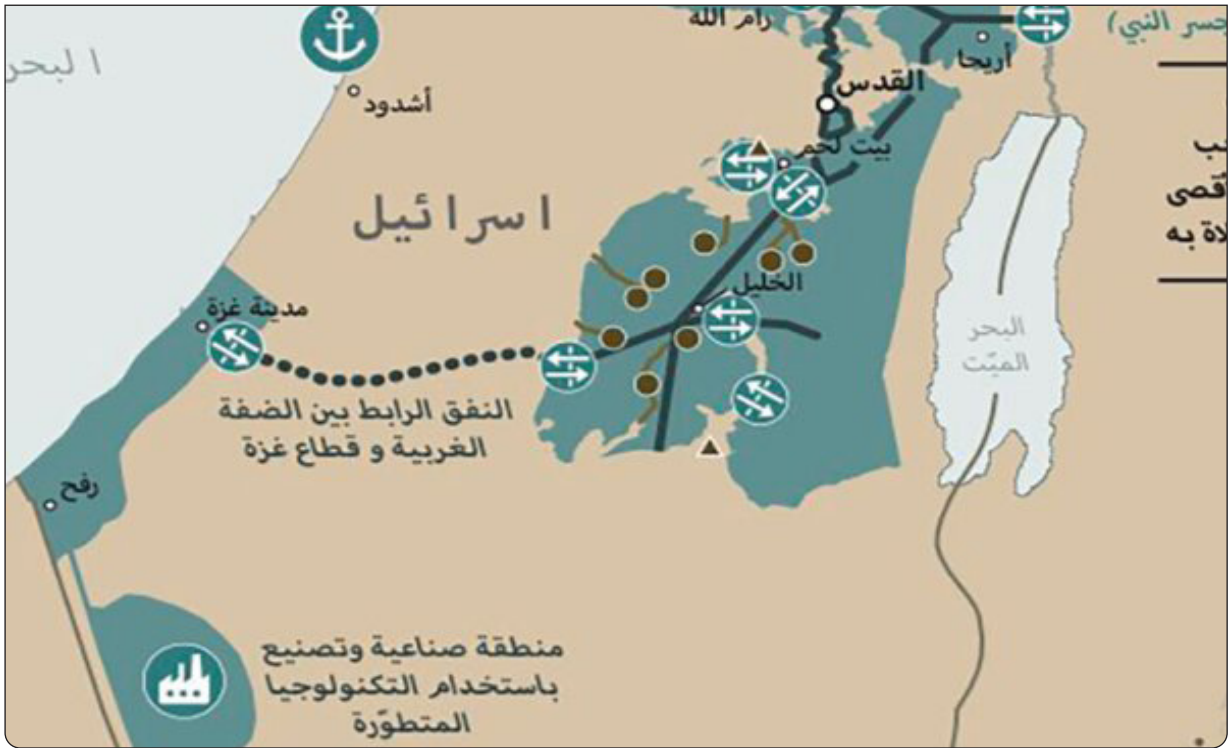 رام الله
جسر النبي)
أريحا
البحر
أشدود
القدس
بيت لحم
اسرائيل
الخليل
مدينة غزة
البحر
الميّت
النفق الرابط بين الضفة
الغربية و قطاع غزة
رفح
منطقة صناعية وتصنيع
باستخدام التكنولوجيا
المتطوّرة